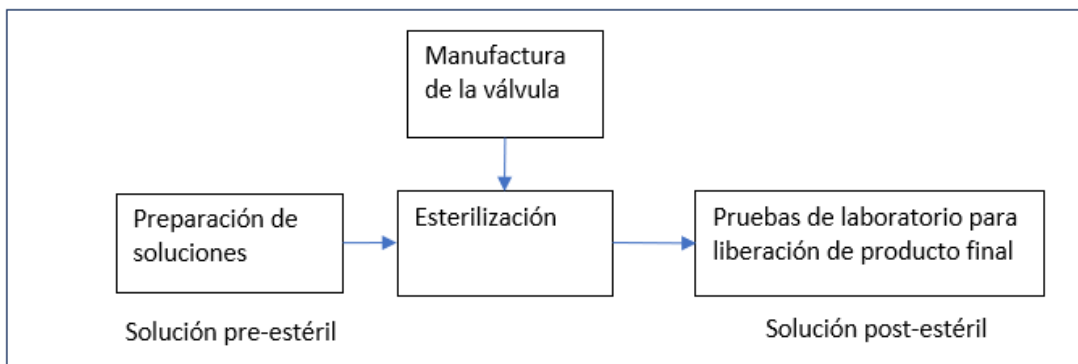 Manufactura
de la válvula
Preparación de
soluciones
Esterilización
Pruebas de laboratorio para
liberación de producto final
Solución pre-estéril
Solución post-estéril